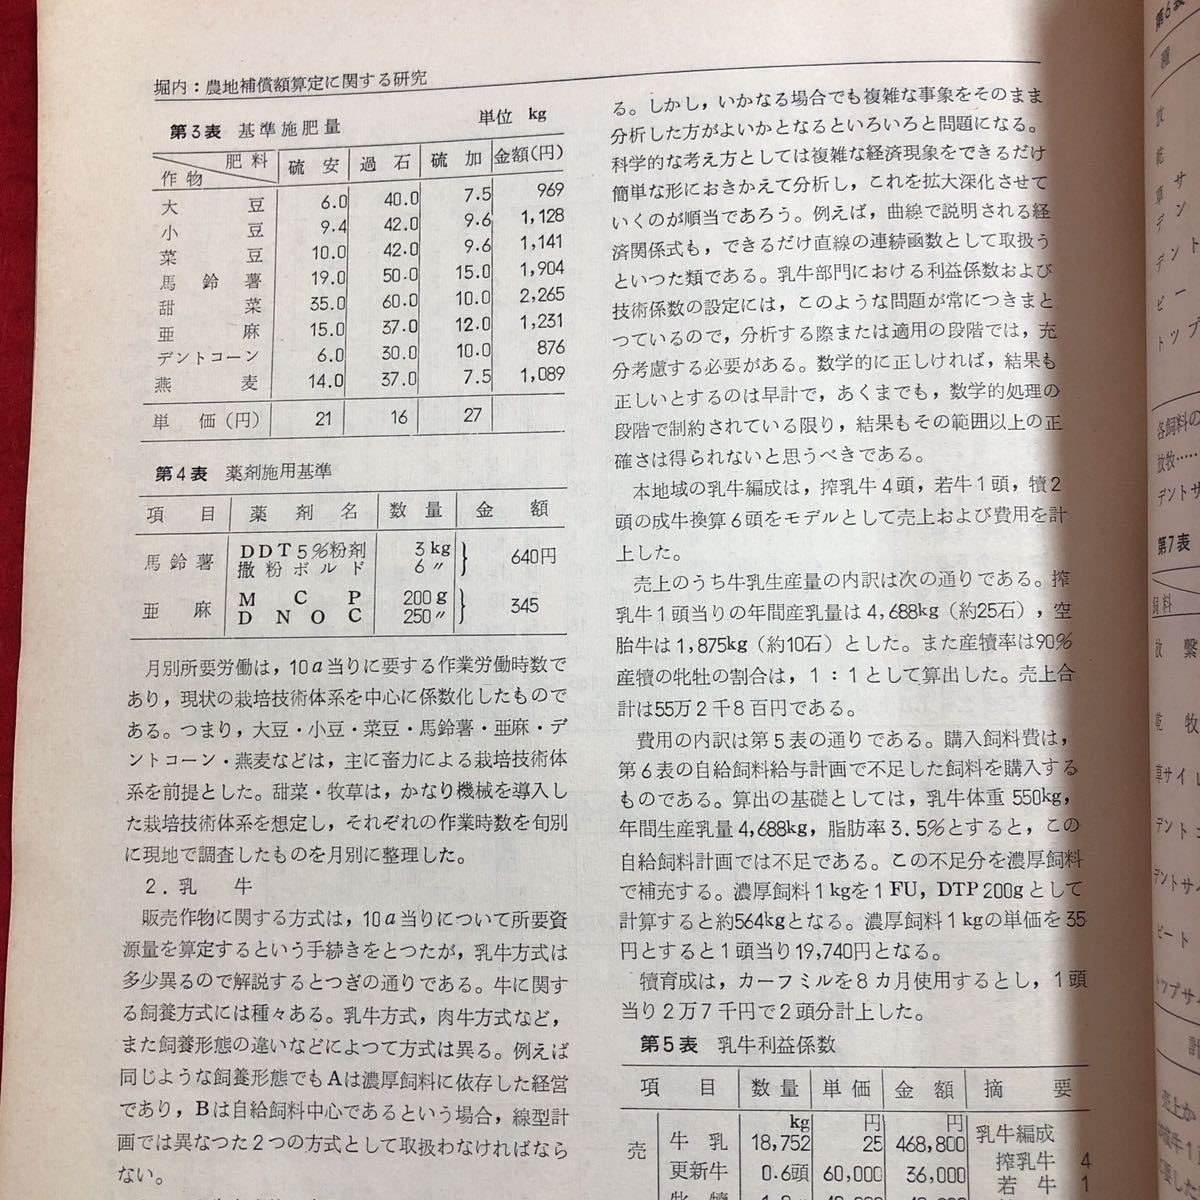 堀内：農地補償額算定に関する研究
第3表　基準施肥量　　単位　kg
肥料　硫安　過石　硫加　金額(円)
作物
大豆　6.0　40.0　7.5　969
小豆　9.4　42.0　9.6　1,128
菜豆　10.0　42.0　9.6　1,141
馬鈴薯　19.0　50.0　15.0　1,904
甜菜　35.0　60.0　10.0　2,265
亜麻　15.0　37.0　12.0　1,231
デントコーン　6.0　30.0　10.0　876
燕麦　14.0　37.0　7.5　1,089
単価(円)　21　16　27
第4表　薬剤施用基準
項目　薬剤名　数量　金額
馬鈴薯　DDT5％粉剤　3kg　640円
撒粉ボルド　6〃
亜麻　MCP　200g　345
DNOC　250〃
月別所要労働は，10a当りに要する作業労働時数で
あり，現状の栽培技術体系を中心に係数化したもので
ある。つまり，大豆・小豆・菜豆・馬鈴薯・亜麻・デ
ントコーン・燕麦などは，主に畜力による栽培技術体
系を前提とした。甜菜・牧草は，かなり機械を導入し
た栽培技術体系を想定し，それぞれの作業時数を旬別
に現地で調査したものを月別に整理した。
2．乳　牛
販売作物に関する方式は，10a当りについて所要資
源量を算定するという手続きをとつたが，乳牛方式は
多少異るので解説するとつぎの通りである。牛に関す
る飼養方式には種々ある。乳牛方式，肉牛方式など，
また飼養形態の違いなどによつて方式は異る。例えば
同じような飼養形態でもAは濃厚飼料に依存した経営
であり，Bは自給飼料中心であるという場合，線型計
画では異なつた2つの方式として取扱わなければなら
ない。
る。しかし，いかなる場合でも複雑な事象をそのまま
分析した方がよいかとなるといろいろと問題になる。
科学的な考え方としては複雑な経済現象をできるだけ
簡単な形におきかえて分析し，これを拡大深化させて
いくのが順当であろう。例えば，曲線で説明される経
済関係式も，できるだけ直線の連続函数として取扱う
といつた類である。乳牛部門における利益係数および
技術係数の設定には，このような問題が常につきまと
つているので，分析する際または適用の段階では，充
分考慮する必要がある。数学的に正しければ，結果も
正しいとするのは早計で，あくまでも，数学的処理の
段階で制約されている限り，結果もその範囲以上の正
確さは得られないと思うべきである。
本地域の乳牛編成は，搾乳牛4頭，若牛1頭，犢2
頭の成牛換算6頭をモデルとして売上および費用を計
上した。
売上のうち牛乳生産量の内訳は次の通りである。搾
乳牛1頭当りの年間産乳量は4,688kg（約25石），空
胎牛は1,875kg（約10石）とした。また産犢率は90％
産犢の牝牡の割合は，1：1として算出した。売上合
計は55万2千8百円である。
費用の内訳は第5表の通りである。購入飼料費は，
第6表の自給飼料給与計画で不足した飼料を購入する
ものである。算出の基礎としては，乳牛体重550kg，
年間生産乳量4,688kg，脂肪率3.5％とすると，この
自給飼料計画では不足である。この不足分を濃厚飼料
で補充する。濃厚飼料1kgを1FU，DTP200gとして
計算すると約564kgとなる。濃厚飼料1kgの単価を35
円とすると1頭当り19,740円となる。
犢育成は，カーフミルを8カ月使用するとし，1頭
当り2万7千円で2頭分計上した。
第5表　乳牛利益係数
項目　数量　単価　金額　摘要
kg　円　円
売　牛乳　18,752　25　468,800　乳牛編成
更新牛　0.6頭　60,000　36,000　搾乳牛　4
若牛　1
第6表
種
第7表
飼料
計